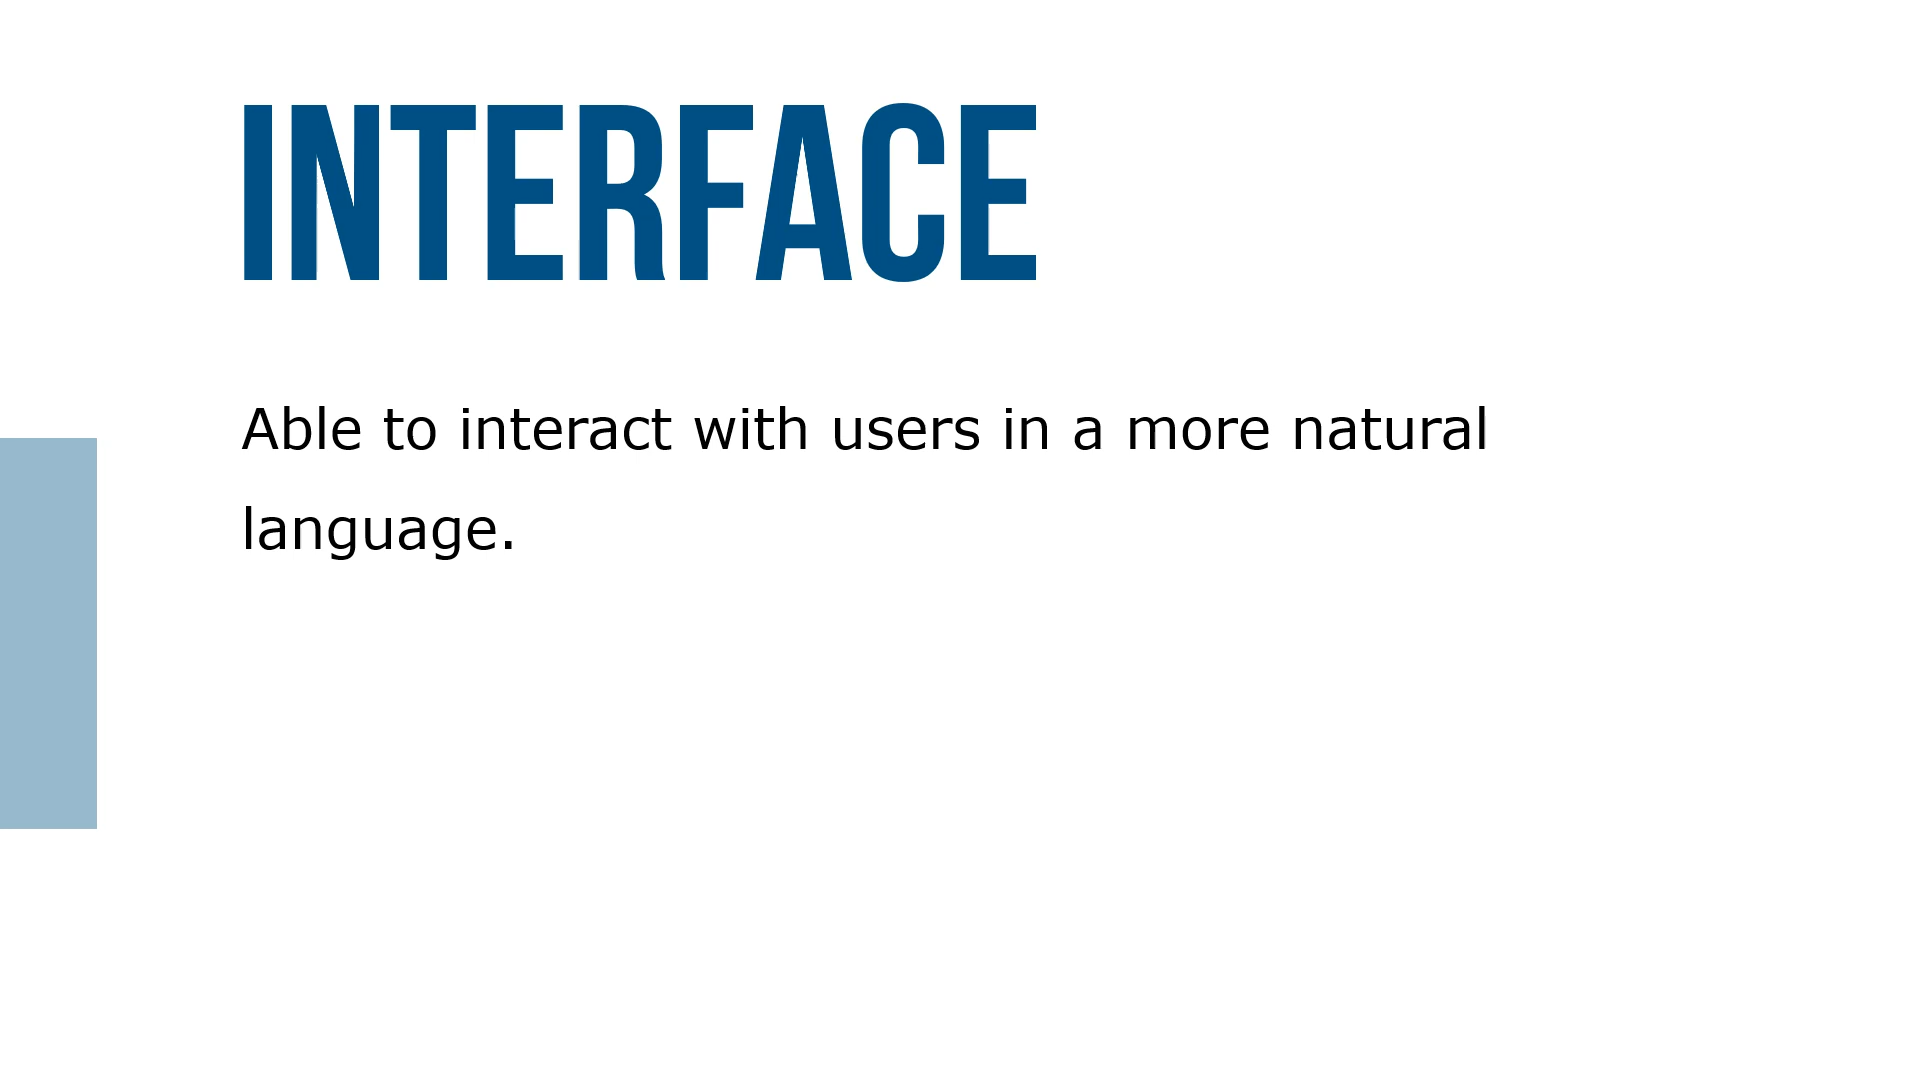 INTERFACE
Able to interact with users in a more natural
language.